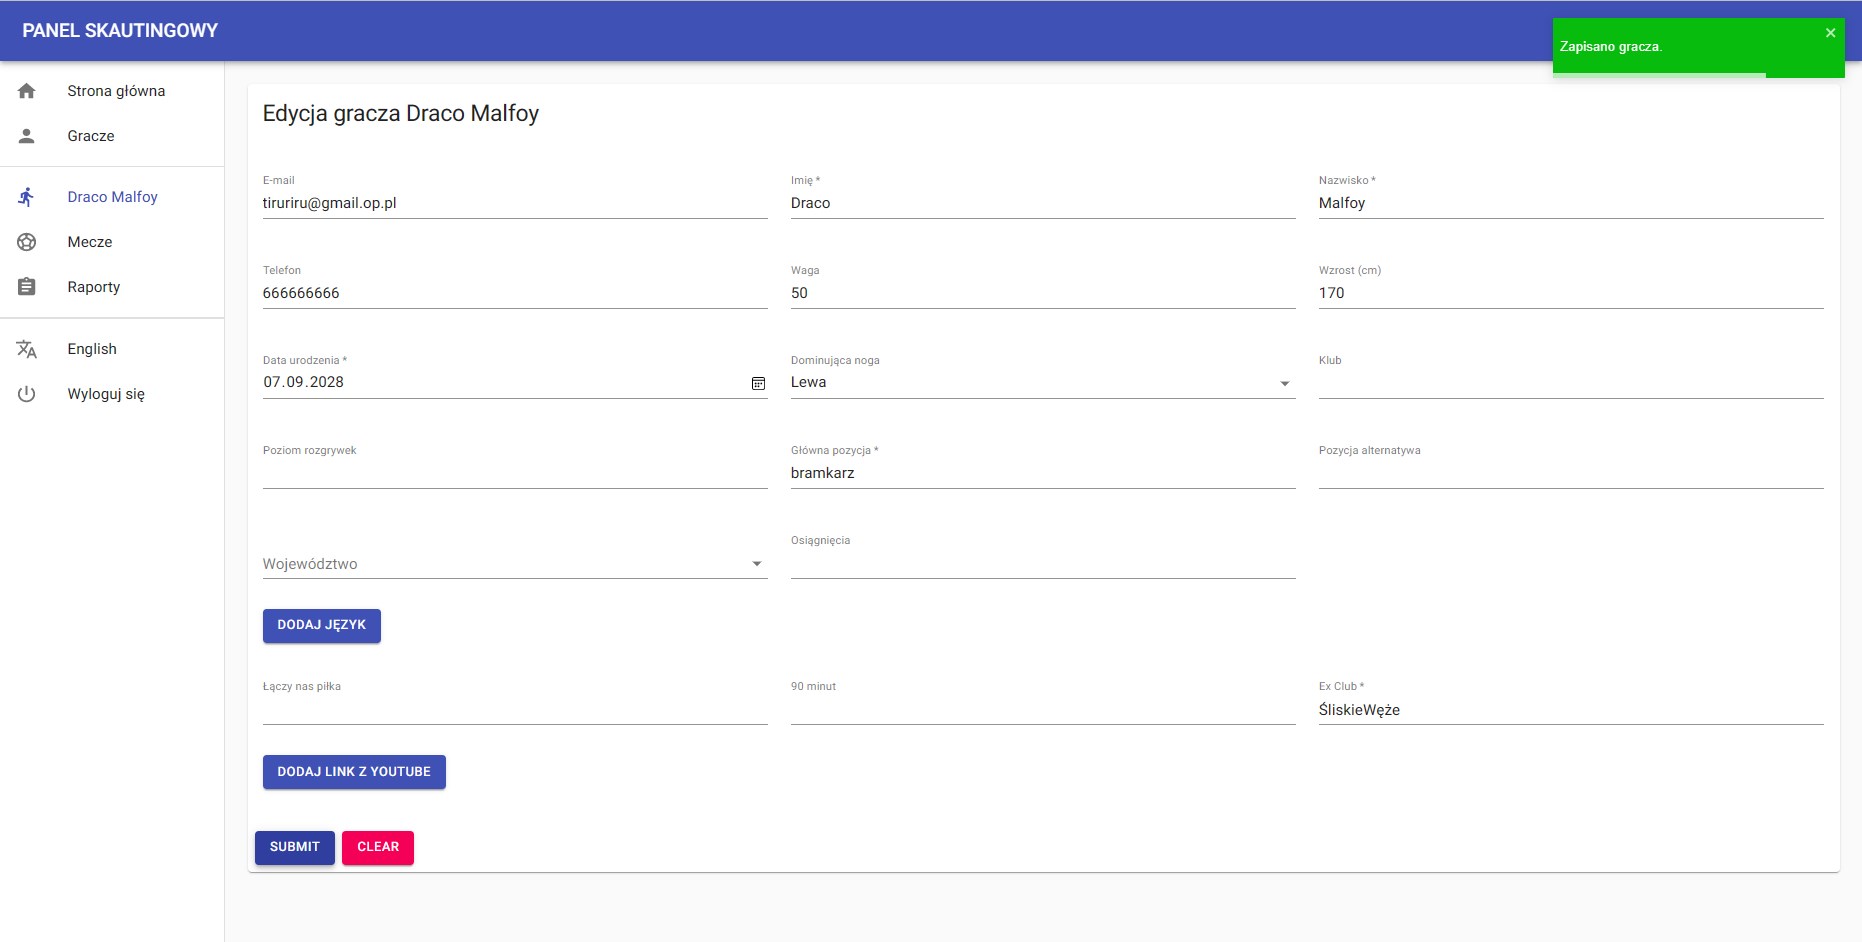 PANEL SKAUTINGOWY
Zapisano gracza.
Strona główna
Gracze
Draco Malfoy
Mecze
Raporty
English
Wyloguj się
Edycja gracza Draco Malfoy
E-mail
tiruriru@gmail.op.pl
Imię *
Draco
Nazwisko *
Malfoy
Telefon
666666666
Waga
50
Wzrost (cm)
170
Data urodzenia *
07.09.2028
Dominująca noga
Lewa
Klub
Poziom rozgrywek
Główna pozycja *
bramkarz
Pozycja alternatywa
Województwo
Osiągnięcia
DODAJ JĘZYK
Łączy nas piłka
90 minut
Ex Club *
ŚliskieWęże
DODAJ LINK Z YOUTUBE
SUBMIT
CLEAR